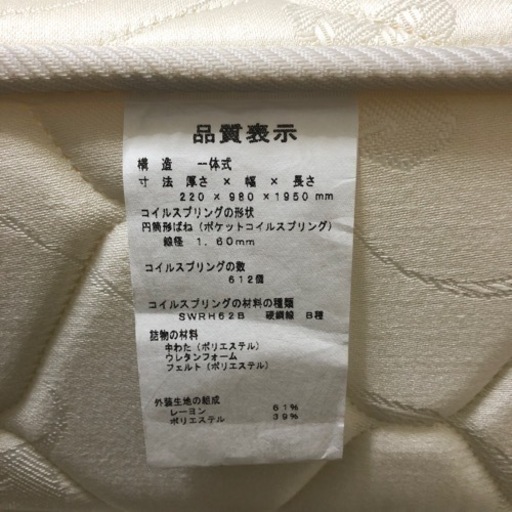 品質表示
構 造 一体式
寸 法 厚さ × 幅 × 長さ
220 × 980 × 1950 mm
コイルスプリングの形状
円筒形ばね(ポケットコイルスプリング)
線径 1.60mm
コイルスプリングの数
612個
コイルスプリングの材料の種類
SWRH62B 硬鋼線 B種
詰物の材料
中わた(ポリエステル)
ウレタンフォーム
フェルト(ポリエステル)
外装生地の組成
レーヨン 61%
ポリエステル 39%